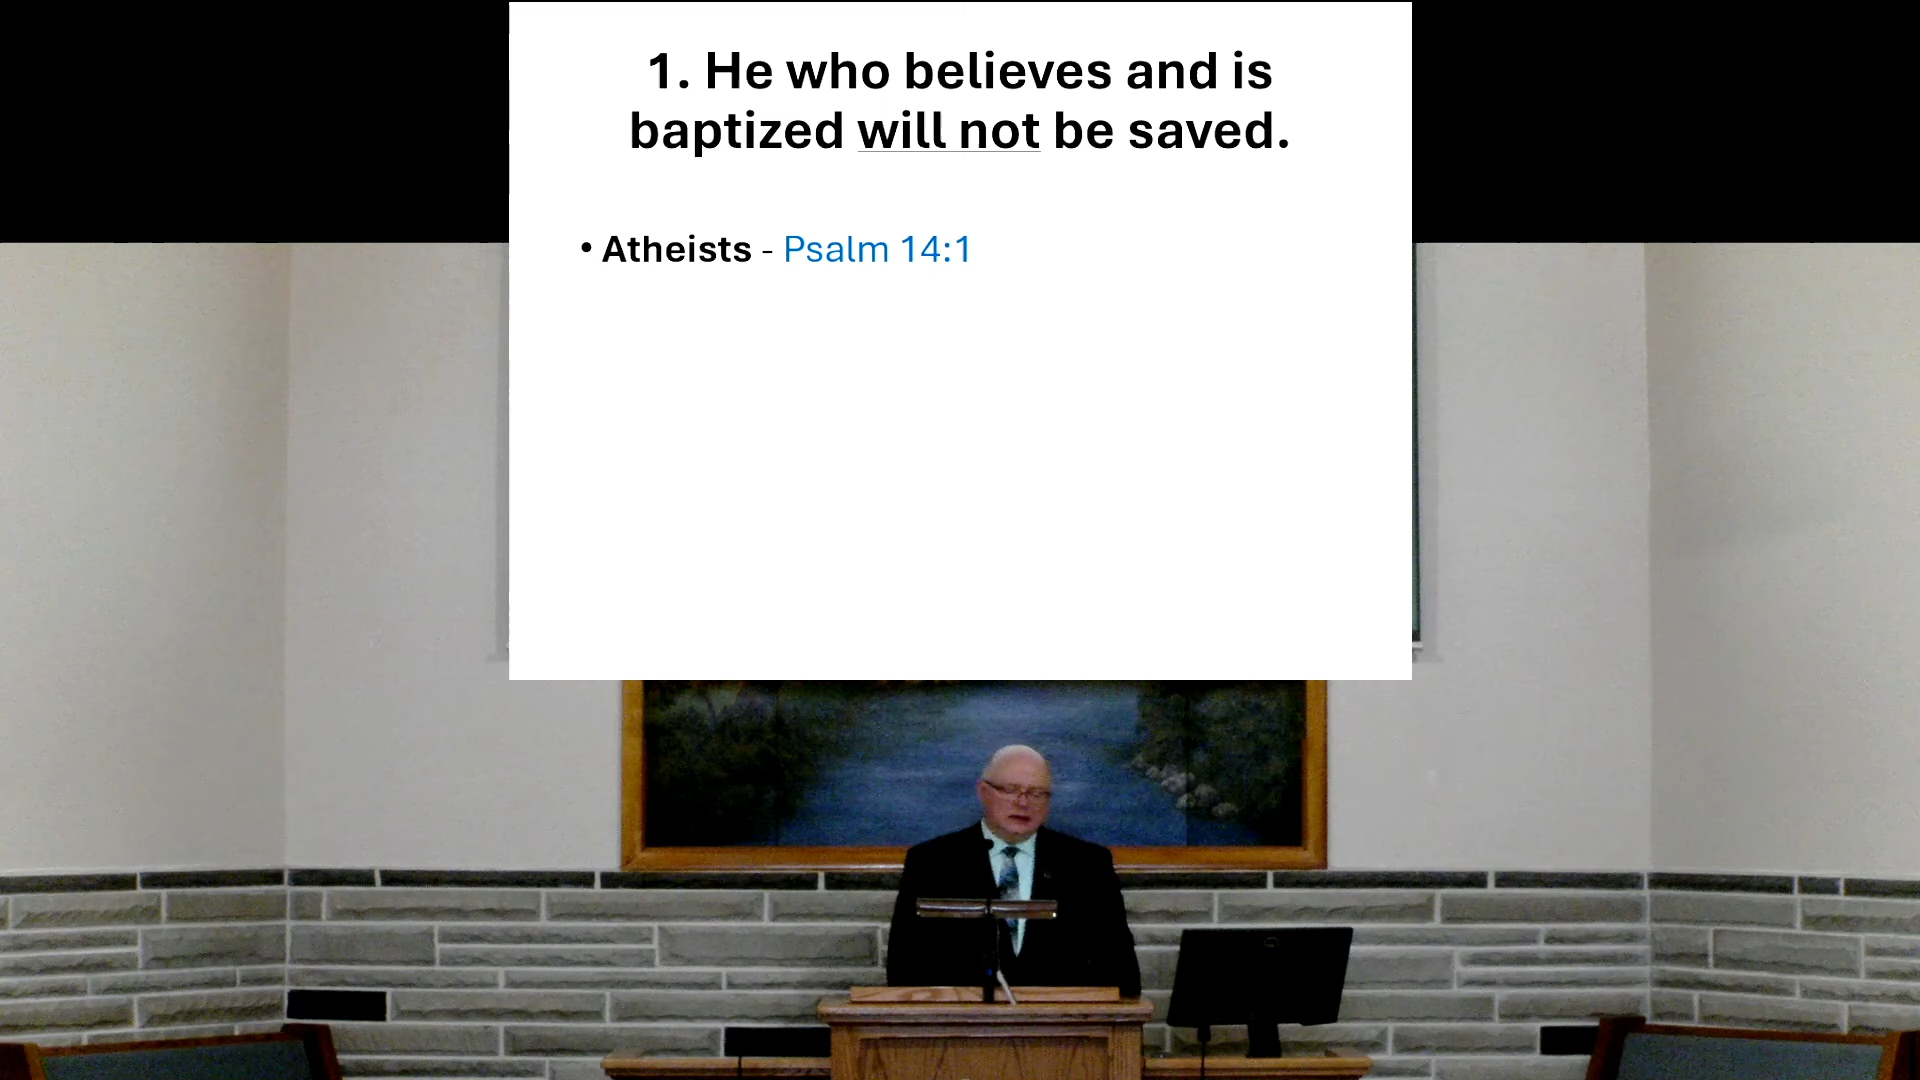 1. He who believes and is
baptized will not be saved.
• Atheists - Psalm 14:1